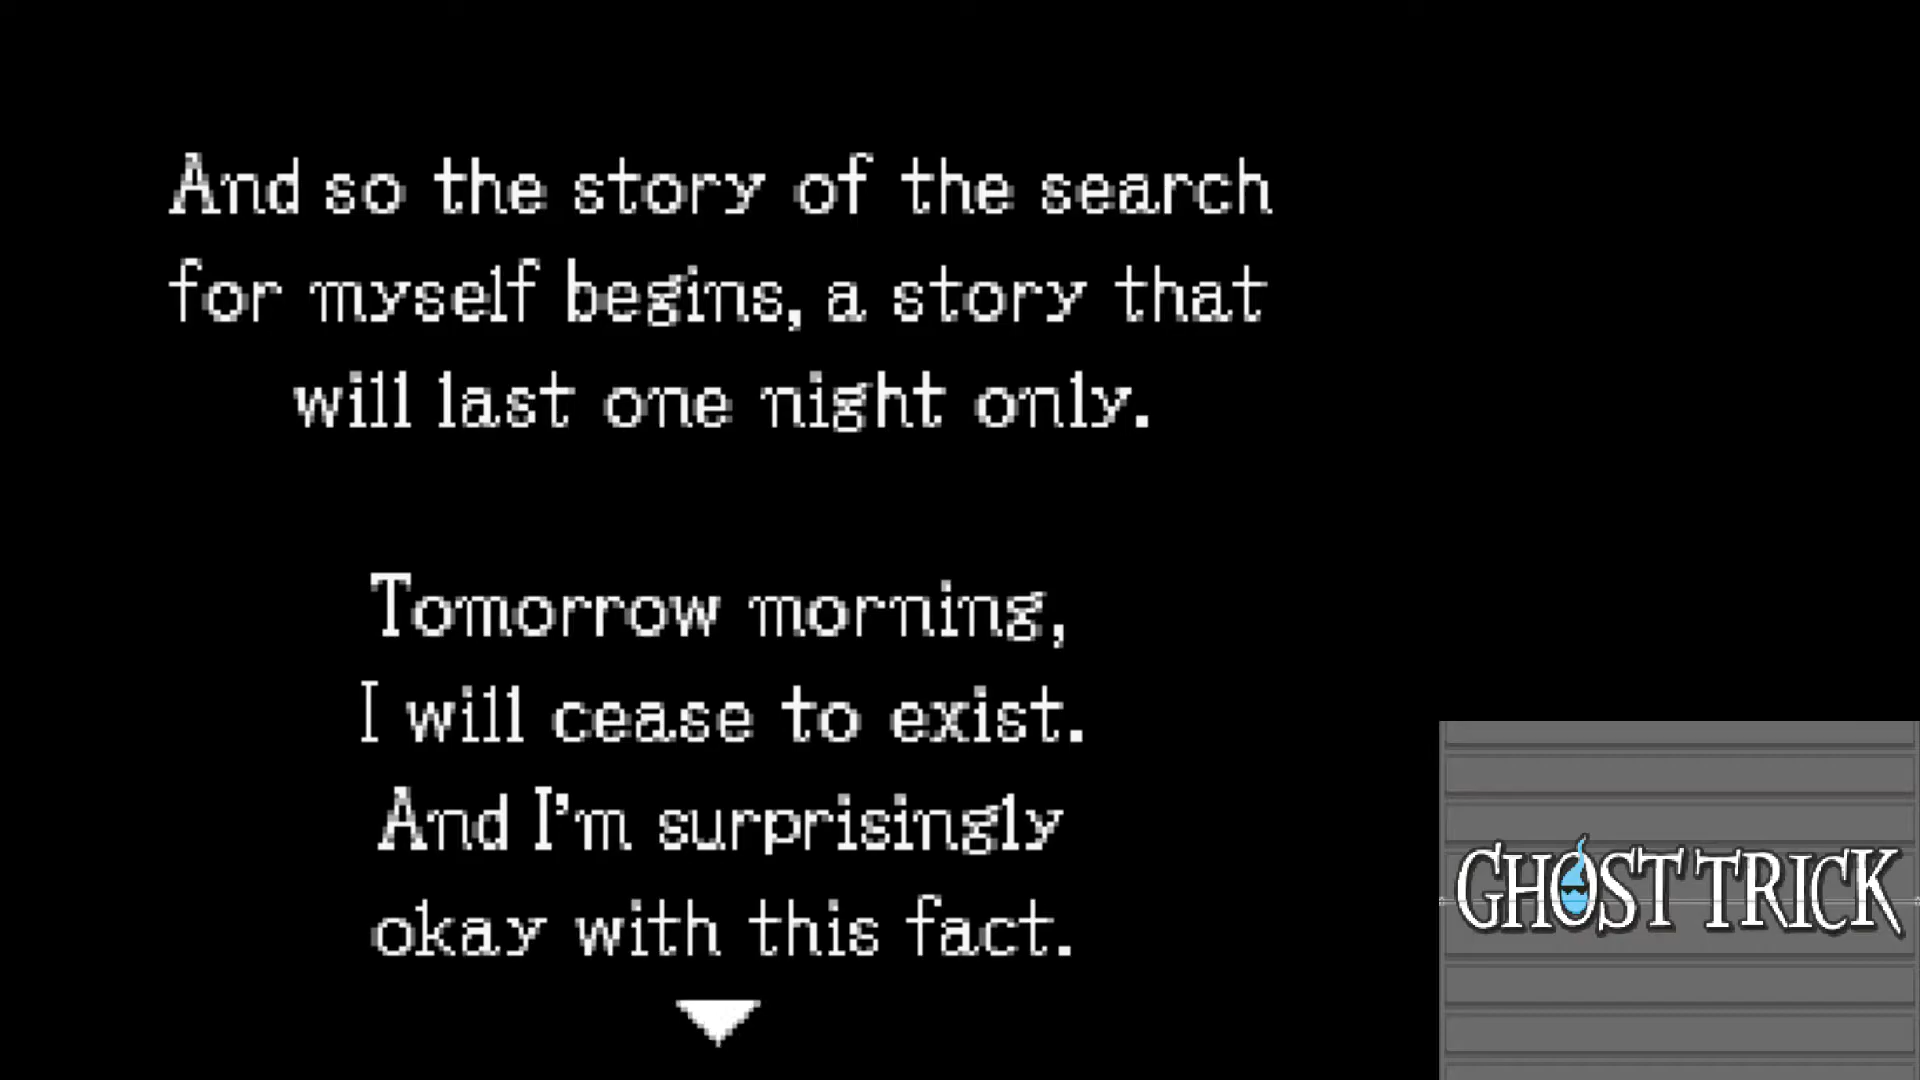 And so the story of the search
for myself begins, a story that
will last one night only.
Tomorrow morning,
I will cease to exist.
And I'm surprisingly
okay with this fact.
GHOST TRICK